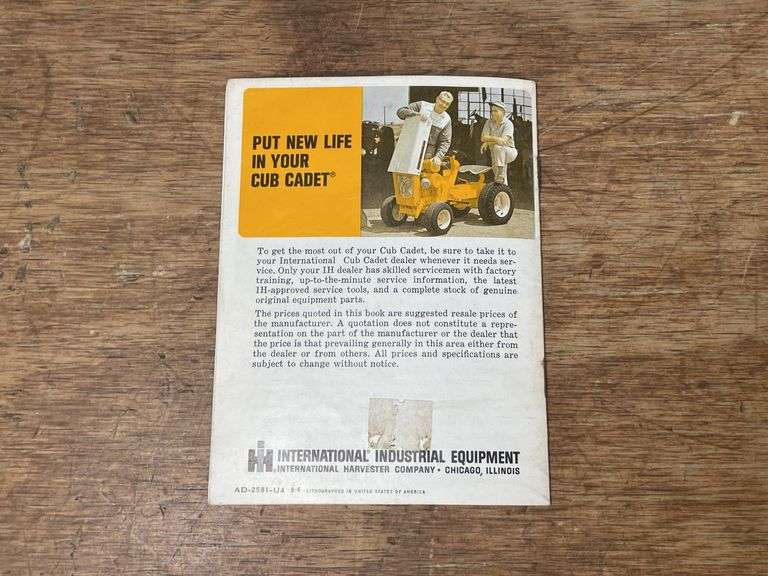 PUT NEW LIFE
IN YOUR
CUB CADET®
To get the most out of your Cub Cadet, be sure to take it to
your International Cub Cadet dealer whenever it needs ser-
vice. Only your IH dealer has skilled servicemen with factory
training, up-to-the-minute service information, the latest
IH-approved service tools, and a complete stock of genuine
original equipment parts.
The prices quoted in this book are suggested resale prices of
the manufacturer. A quotation does not constitute a repre-
sentation on the part of the manufacturer or the dealer that
the price is that prevailing generally in this area either from
the dealer or from others. All prices and specifications are
subject to change without notice.
IH INTERNATIONAL® INDUSTRIAL EQUIPMENT
INTERNATIONAL HARVESTER COMPANY • CHICAGO, ILLINOIS
AD-2581-U4 LITHOGRAPHED IN UNITED STATES OF AMERICA